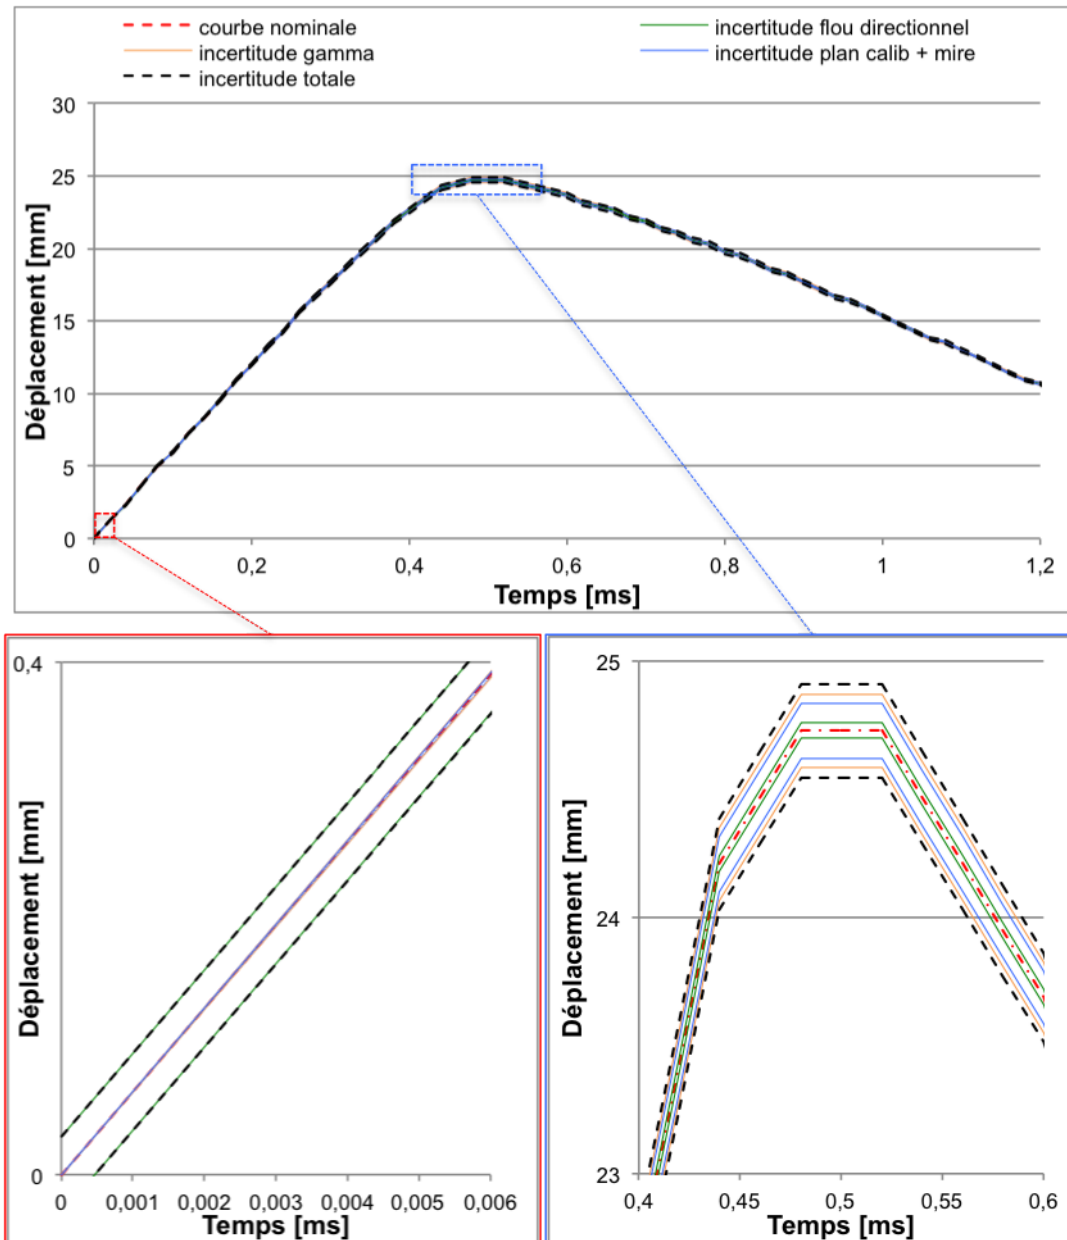 courbe nominale
incertitude flou directionnel
incertitude gamma
incertitude plan calib + mire
incertitude totale
30
25
20
15
10
5
0
Déplacement [mm]
0 0,2 0,4 0,6 0,8 1 1,2
Temps [ms]
0,4
0
Déplacement [mm]
0 0,001 0,002 0,003 0,004 0,005 0,006
Temps [ms]
25
24
23
Déplacement [mm]
0,4 0,45 0,5 0,55 0,6
Temps [ms]